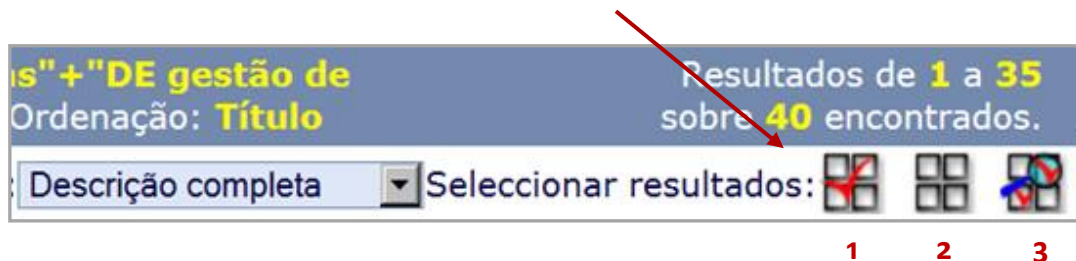 is"+"DE gestão de
Resultados de 1 a 35
Ordenação: Título
sobre 40 encontrados.
: Descrição completa Seleccionar resultados:
1 2 3